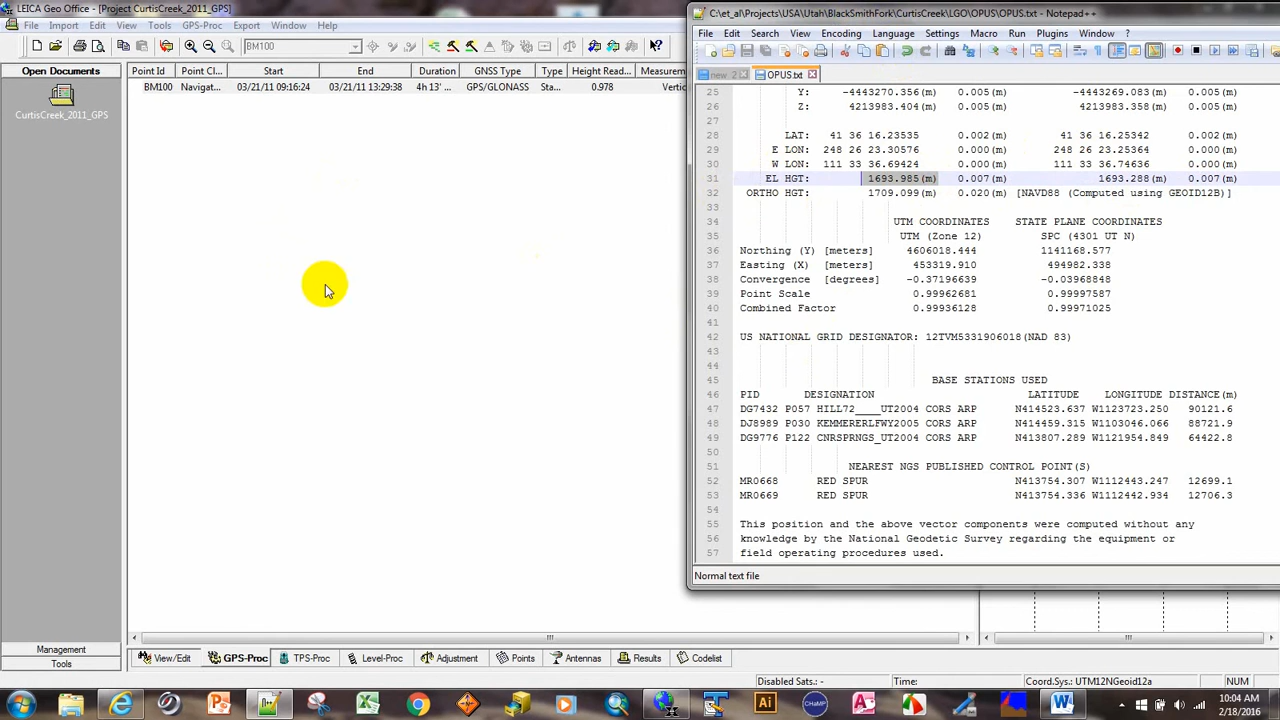 LEICA Geo Office - [Project CurtisCreek_2011_GPS]
File Import Edit View Tools GPS-Proc Export Window Help
BM100
Open Documents
CurtisCreek_2011_GPS
Management
Tools
Point Id Point Cl... Start End Duration GNSS Type Type Height Read... Measurem
BM100 Navigat... 03/21/11 09:16:24 03/21/11 13:29:38 4h 13' ... GPS/GLONASS Sta... 0.978 Vertic
View/Edit GPS-Proc TPS-Proc Level-Proc Adjustment Points Antennas Results Codelist
Disabled Sats.: - Time: Coord.Sys.: UTM12NGeoid12a NUM
C:\et_al\Projects\USA\Utah\BlackSmithFork\CurtisCreek\LGO\OPUS\OPUS.txt - Notepad++
File Edit Search View Encoding Language Settings Macro Run Plugins Window ?
new 2 OPUS.txt
25 Y: -4443270.356(m) 0.005(m) -4443269.083(m) 0.005(m)
26 Z: 4213983.404(m) 0.005(m) 4213983.358(m) 0.005(m)
27
28 LAT: 41 36 16.23535 0.002(m) 41 36 16.25342 0.002(m)
29 E LON: 248 26 23.30576 0.000(m) 248 26 23.25364 0.000(m)
30 W LON: 111 33 36.69424 0.000(m) 111 33 36.74636 0.000(m)
31 EL HGT: 1693.985(m) 0.007(m) 1693.288(m) 0.007(m)
32 ORTHO HGT: 1709.099(m) 0.020(m) [NAVD88 (Computed using GEOID12B)]
33
34 UTM COORDINATES STATE PLANE COORDINATES
35 UTM (Zone 12) SPC (4301 UT N)
36 Northing (Y) [meters] 4606018.444 1141168.577
37 Easting (X) [meters] 453319.910 494982.338
38 Convergence [degrees] -0.37196639 -0.03968848
39 Point Scale 0.99962681 0.99997587
40 Combined Factor 0.99936128 0.99971025
41
42 US NATIONAL GRID DESIGNATOR: 12TVM5331906018(NAD 83)
43
44
45 BASE STATIONS USED
46 PID DESIGNATION LATITUDE LONGITUDE DISTANCE(m)
47 DG7432 P057 HILL72____UT2004 CORS ARP N414523.637 W1123723.250 90121.6
48 DJ8989 P030 KEMMERERLFWY2005 CORS ARP N414459.315 W1103046.066 88721.9
49 DG9776 P122 CNRSPRNGS_UT2004 CORS ARP N413807.289 W1121954.849 64422.8
50
51 NEAREST NGS PUBLISHED CONTROL POINT(S)
52 MR0668 RED SPUR N413754.307 W1112443.247 12699.1
53 MR0669 RED SPUR N413754.336 W1112442.934 12706.3
54
55 This position and the above vector components were computed without any
56 knowledge by the National Geodetic Survey regarding the equipment or
57 field operating procedures used.
Normal text file
10:04 AM
2/18/2016